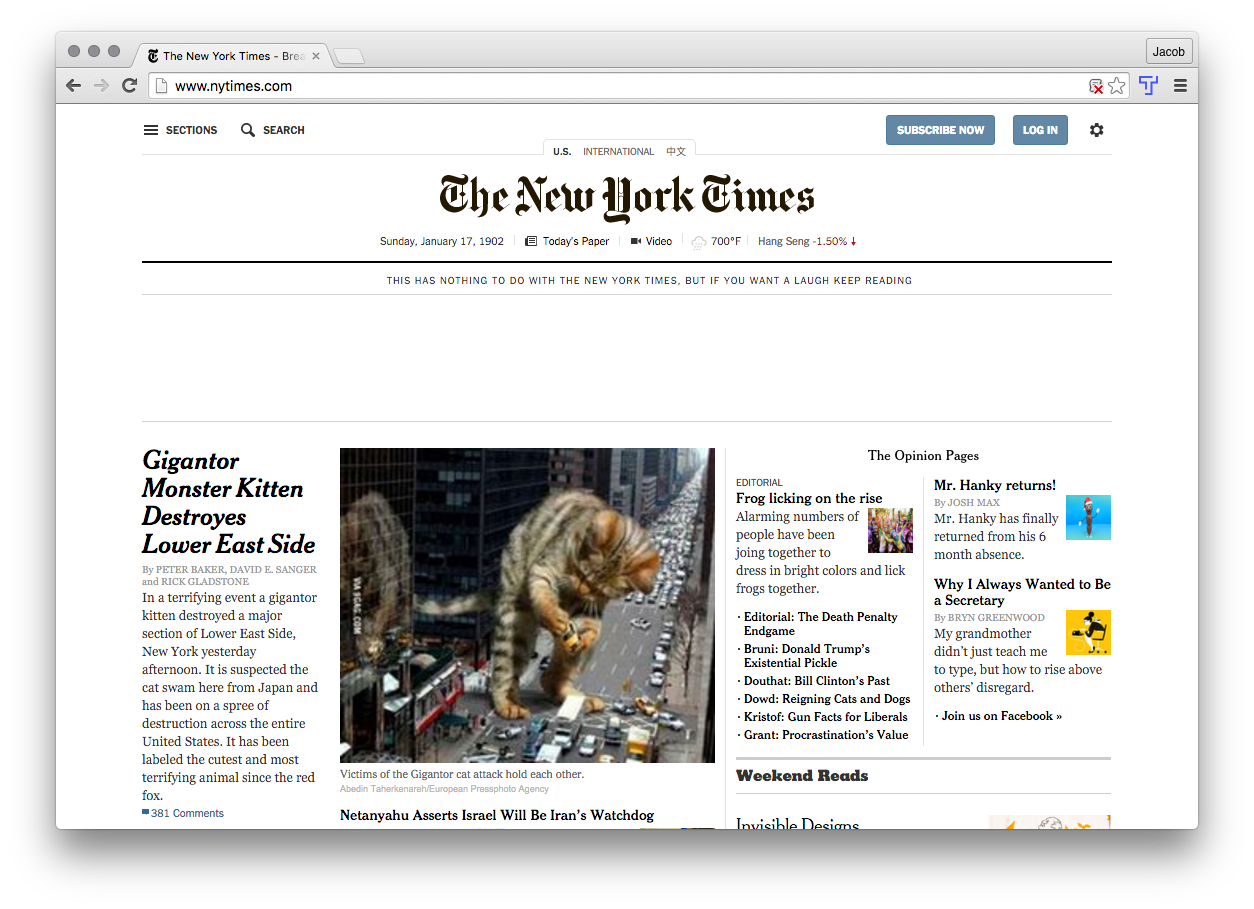 The New York Times - Brea
Jacob
www.nytimes.com
SECTIONS
SEARCH
SUBSCRIBE NOW
LOG IN
U.S. INTERNATIONAL 中文
The New York Times
Sunday, January 17, 1902
Today's Paper
Video
700°F
Hang Seng -1.50%
THIS HAS NOTHING TO DO WITH THE NEW YORK TIMES, BUT IF YOU WANT A LAUGH KEEP READING
Gigantor
Monster Kitten
Destroyes
Lower East Side
By PETER BAKER, DAVID E. SANGER
and RICK GLADSTONE
In a terrifying event a gigantor
kitten destroyed a major
section of Lower East Side,
New York yesterday
afternoon. It is suspected the
cat swam here from Japan and
has been on a spree of
destruction across the entire
United States. It has been
labeled the cutest and most
terrifying animal since the red
fox.
381 Comments
VIA 9GAG.COM
Victims of the Gigantor cat attack hold each other.
Abedin Taherkenareh/European Pressphoto Agency
Netanyahu Asserts Israel Will Be Iran's Watchdog
The Opinion Pages
EDITORIAL
Frog licking on the rise
Alarming numbers of
people have been
joing together to
dress in bright colors and lick
frogs together.
· Editorial: The Death Penalty
Endgame
· Bruni: Donald Trump's
Existential Pickle
· Douthat: Bill Clinton's Past
· Dowd: Reigning Cats and Dogs
· Kristof: Gun Facts for Liberals
· Grant: Procrastination's Value
Mr. Hanky returns!
By JOSH MAX
Mr. Hanky has finally
returned from his 6
month absence.
Why I Always Wanted to Be
a Secretary
By BRYN GREENWOOD
My grandmother
didn't just teach me
to type, but how to rise above
others' disregard.
· Join us on Facebook »
Weekend Reads
Invisible Designs